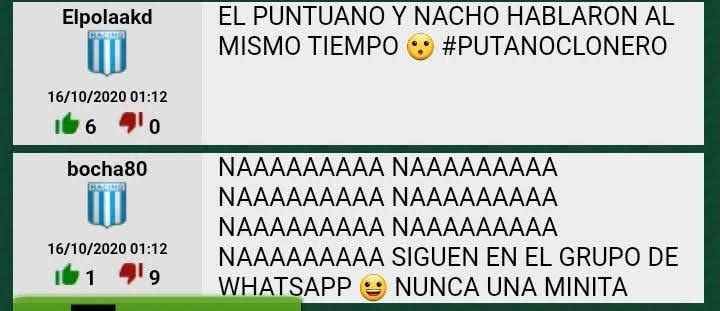 Elpolaakd
RACING
16/10/2020 01:12
6 0
EL PUNTUANO Y NACHO HABLARON AL
MISMO TIEMPO 😮 #PUTANOCLONERO
bocha80
RACING
16/10/2020 01:12
1 9
NAAAAAAAAA NAAAAAAAAA
NAAAAAAAAA NAAAAAAAAA
NAAAAAAAAA NAAAAAAAAA
NAAAAAAAAA SIGUEN EN EL GRUPO DE
WHATSAPP 😀 NUNCA UNA MINITA